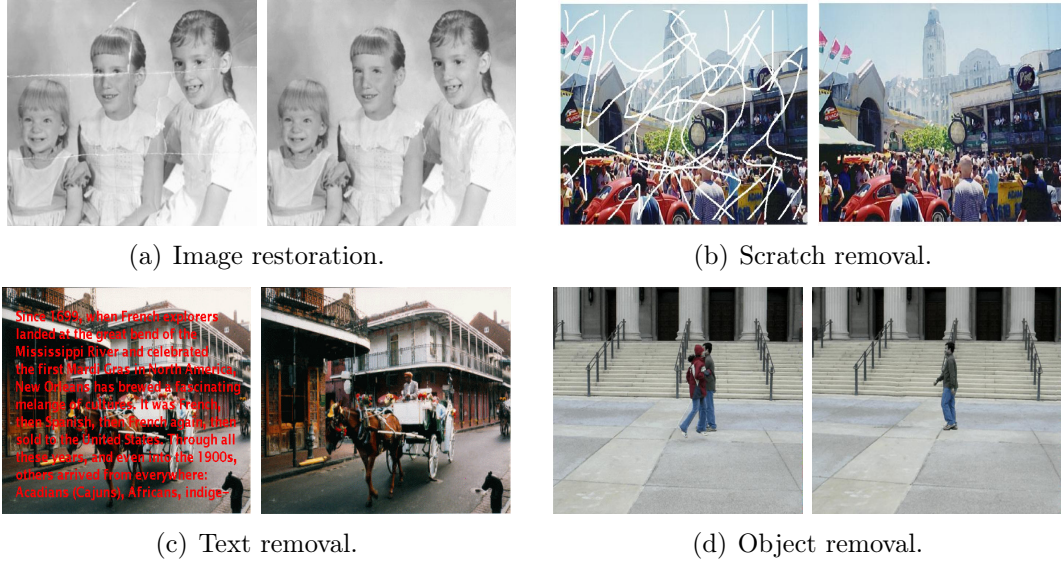 (a) Image restoration.
(b) Scratch removal.
Since 1699, when French explorers
landed at the great bend of the
Mississippi River and celebrated
the first Mardi Gras in North America,
New Orleans has brewed a fascinating
melange of cultures. It was French,
then Spanish, then French again, then
sold to the United States. Through all
these years, and even into the 1900s,
others arrived from everywhere:
Acadians (Cajuns), Africans, indige-
(c) Text removal.
(d) Object removal.